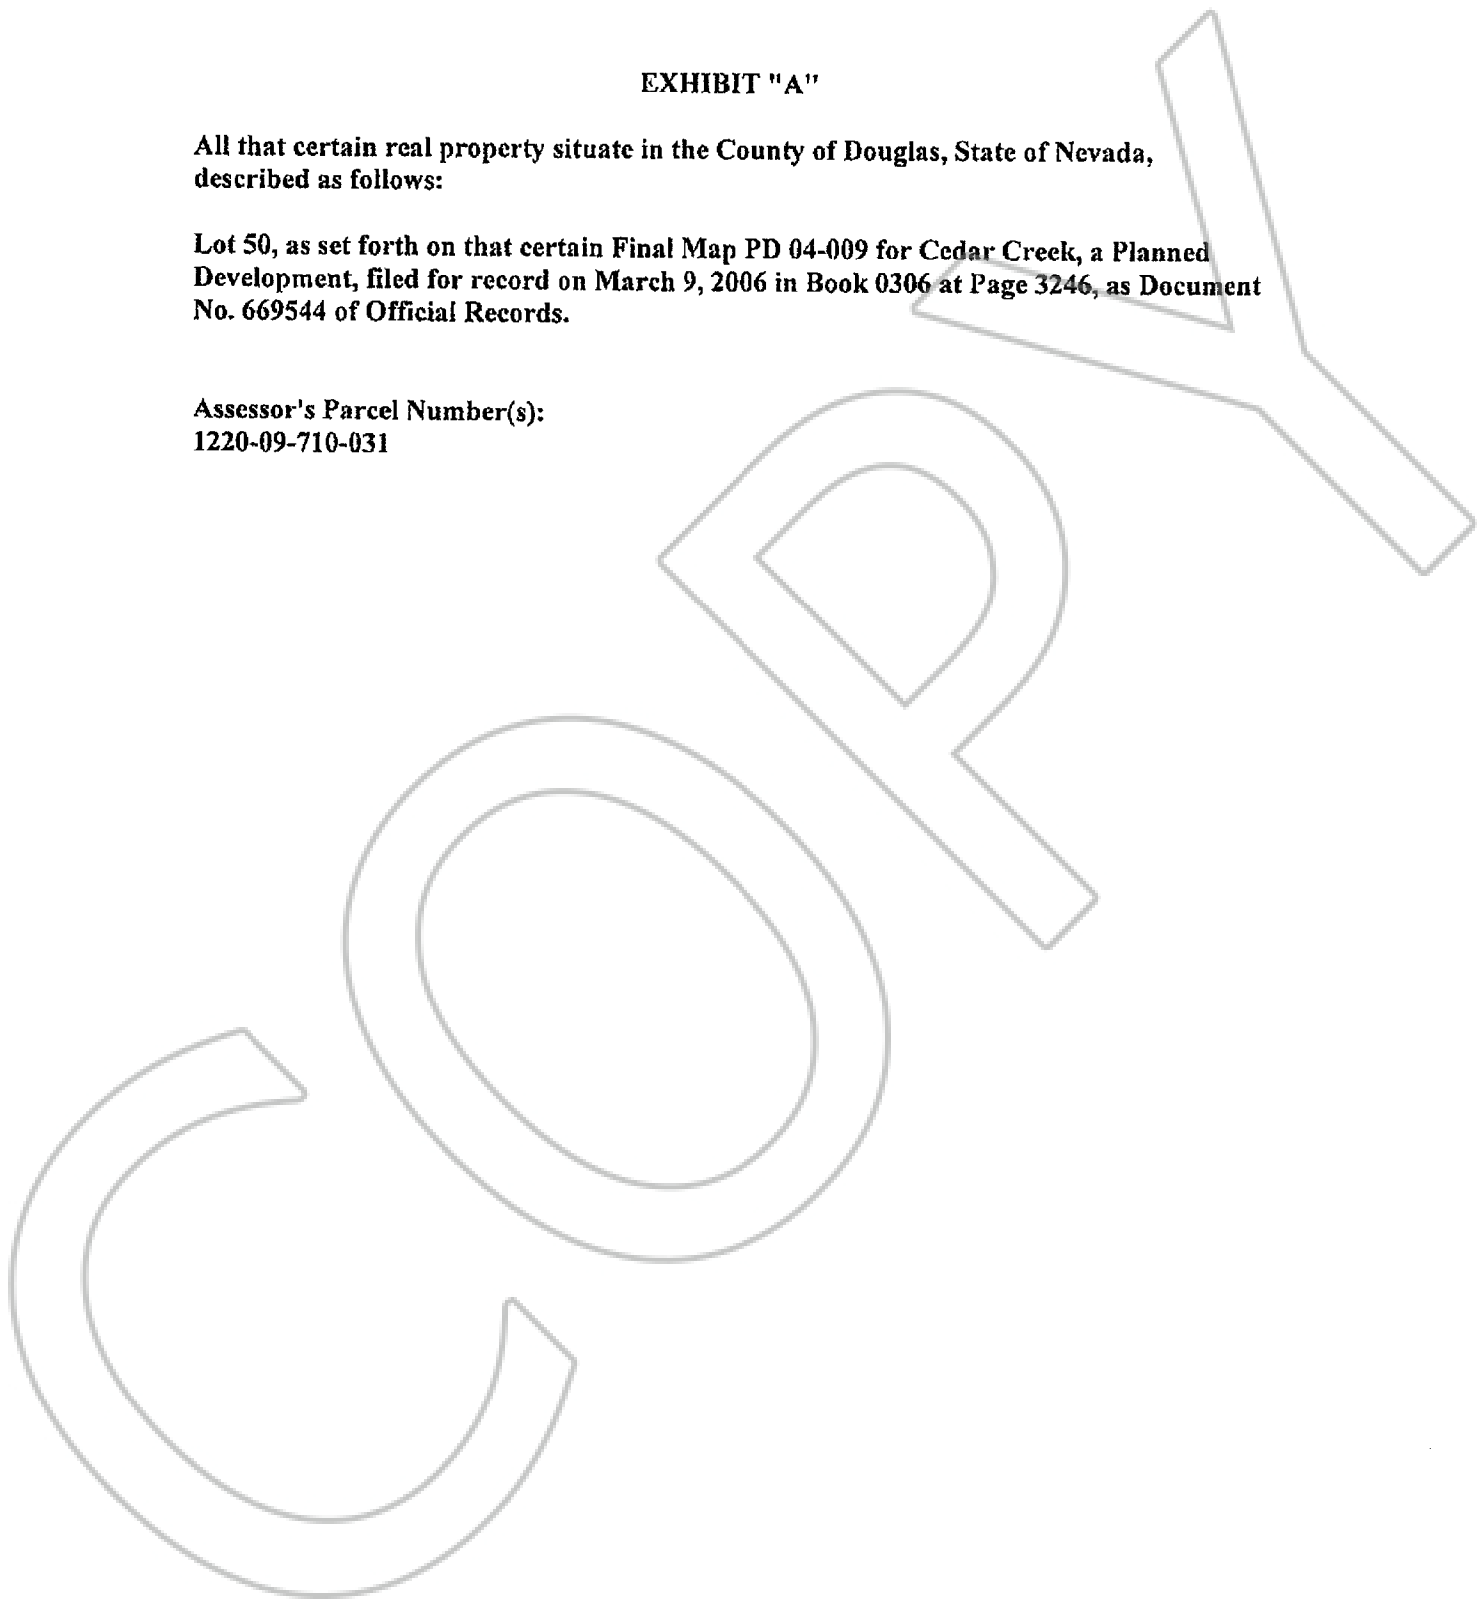 EXHIBIT "A"
All that certain real property situate in the County of Douglas, State of Nevada,
described as follows:
Lot 50, as set forth on that certain Final Map PD 04-009 for Cedar Creek, a Planned
Development, filed for record on March 9, 2006 in Book 0306 at Page 3246, as Document
No. 669544 of Official Records.
Assessor's Parcel Number(s):
1220-09-710-031
COPY